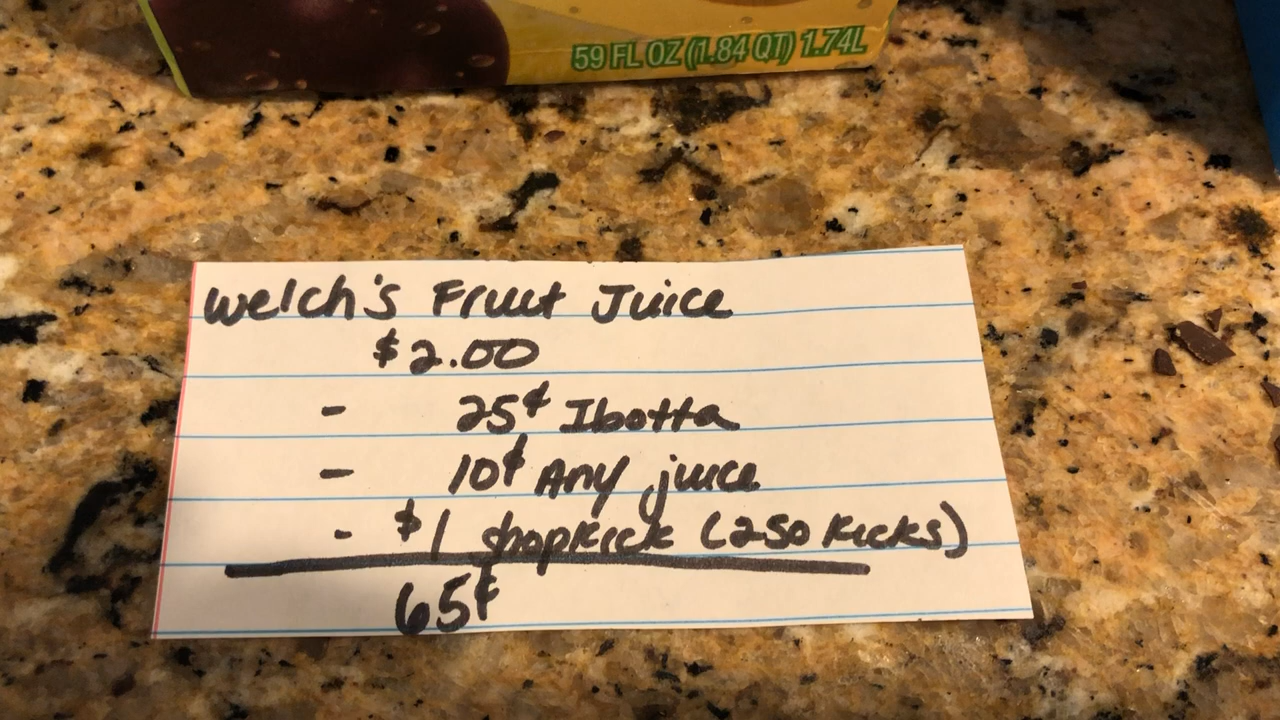 59 FL OZ (1.84 QT) 1.74L
Welch's Fruit Juice
$2.00
- 25¢ Ibotta
- 10¢ Any juice
- $1 shopkick (250 kicks)
65¢